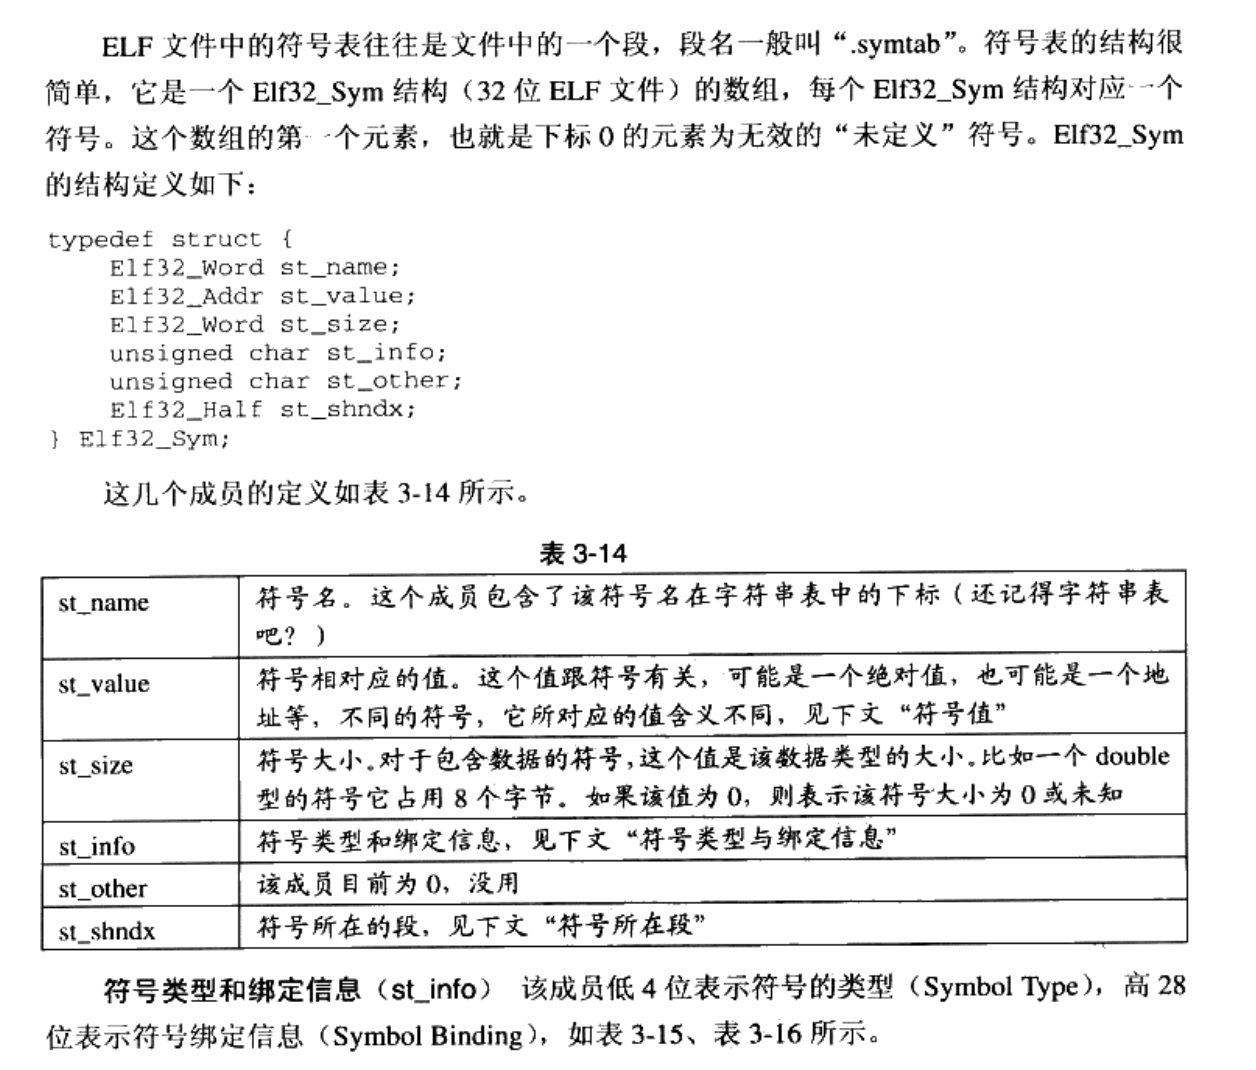 ELF 文件中的符号表往往是文件中的一个段，段名一般叫“.symtab”。符号表的结构很
简单，它是一个 Elf32_Sym 结构（32 位 ELF 文件）的数组，每个 Elf32_Sym 结构对应一个
符号。这个数组的第一个元素，也就是下标 0 的元素为无效的“未定义”符号。Elf32_Sym
的结构定义如下：
typedef struct {
    Elf32_Word st_name;
    Elf32_Addr st_value;
    Elf32_Word st_size;
    unsigned char st_info;
    unsigned char st_other;
    Elf32_Half st_shndx;
} Elf32_Sym;
这几个成员的定义如表 3-14 所示。
表 3-14
st_name 符号名。这个成员包含了该符号名在字符串表中的下标（还记得字符串表
吧？）
st_value 符号相对应的值。这个值跟符号有关，可能是一个绝对值，也可能是一个地
址等，不同的符号，它所对应的值含义不同，见下文“符号值”
st_size 符号大小。对于包含数据的符号，这个值是该数据类型的大小。比如一个 double
型的符号它占用 8 个字节。如果该值为 0，则表示该符号大小为 0 或未知
st_info 符号类型和绑定信息，见下文“符号类型与绑定信息”
st_other 该成员目前为 0，没用
st_shndx 符号所在的段，见下文“符号所在段”
符号类型和绑定信息（st_info） 该成员低 4 位表示符号的类型（Symbol Type），高 28
位表示符号绑定信息（Symbol Binding），如表 3-15、表 3-16 所示。